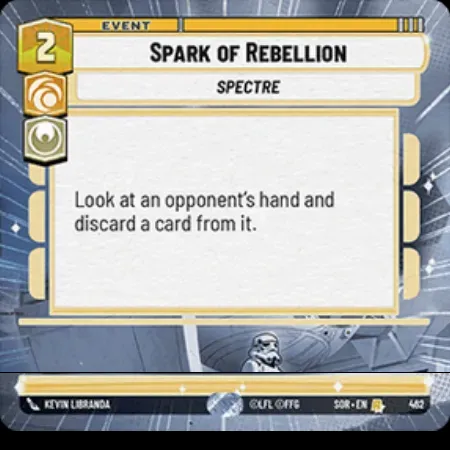 EVENT
2
SPARK OF REBELLION
SPECTRE
Look at an opponent's hand and
discard a card from it.
KEVIN LIBRANDA ©LFL ©FFG SOR • EN 462